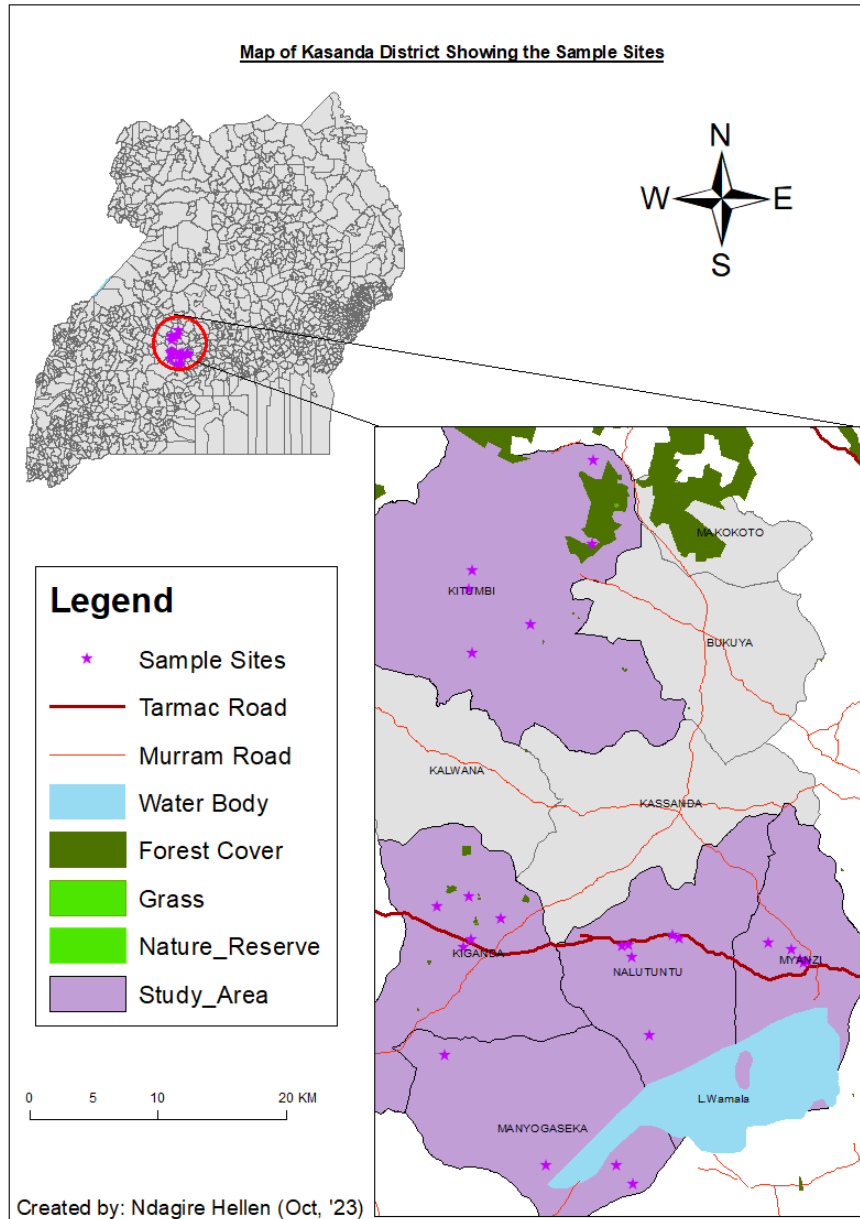 Map of Kasanda District Showing the Sample Sites
N
W E
S
MAKOKOTO
KITUMBI
BUKUYA
KALWANA
KASSANDA
KIGANDA
NALUTUNTU
MYANZI
L.Wamala
MANYOGASEKA
Legend
Sample Sites
Tarmac Road
Murram Road
Water Body
Forest Cover
Grass
Nature_Reserve
Study_Area
0 5 10 20 KM
Created by: Ndagire Hellen (Oct, '23)